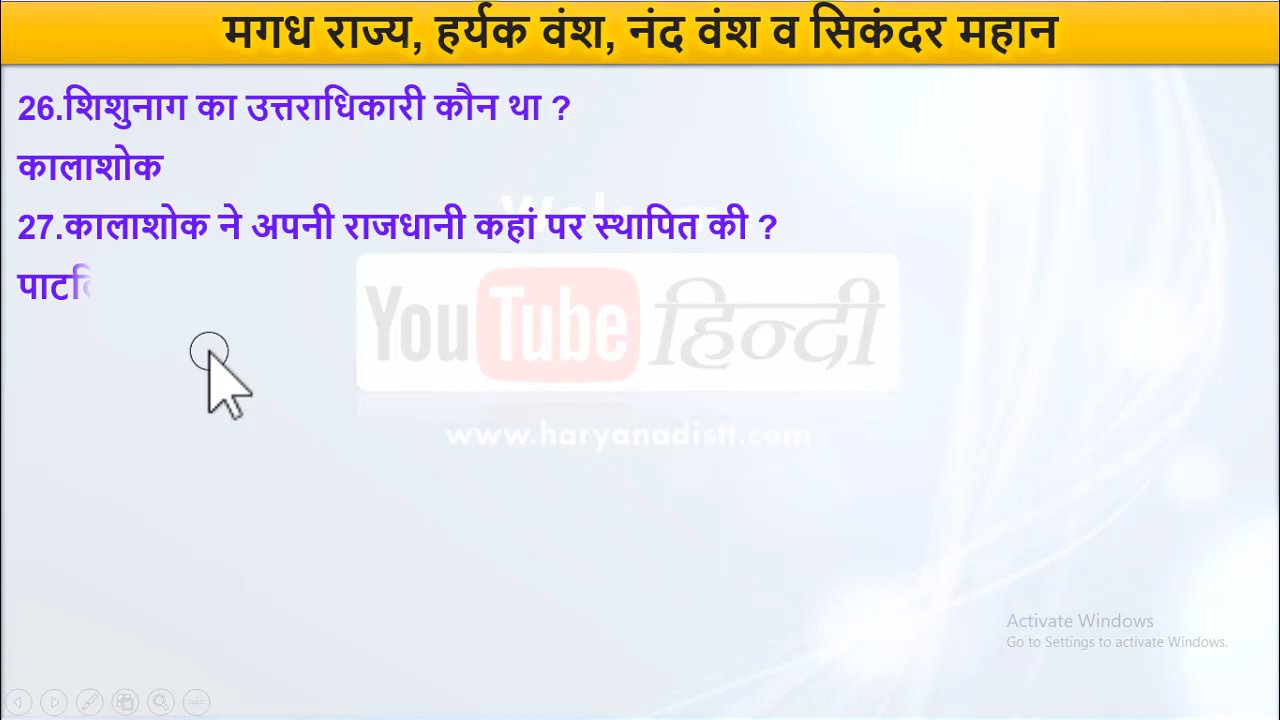 मगध राज्य, हर्यक वंश, नंद वंश व सिकंदर महान
26.शिशुनाग का उत्तराधिकारी कौन था ?
कालाशोक
27.कालाशोक ने अपनी राजधानी कहां पर स्थापित की ?
YouTube हिन्दी
www.haryanadistt.com
Activate Windows
Go to Settings to activate Windows.